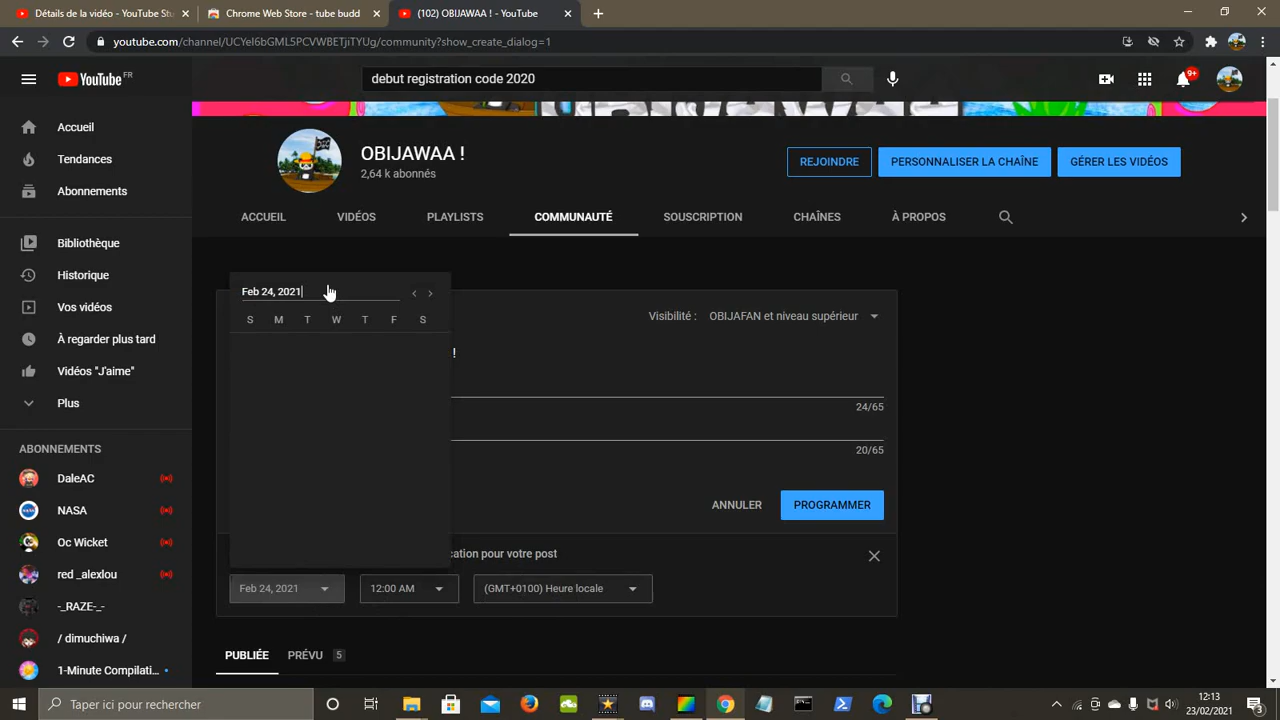 Détails de la vidéo - YouTube St
Chrome Web Store - tube budd
(102) OBIJAWAA ! - YouTube
youtube.com/channel/UCYeI6bGML5PCVWBETjiTYUg/community?show_create_dialog=1
YouTube FR
debut registration code 2020
9+
Accueil
Tendances
Abonnements
Bibliothèque
Historique
Vos vidéos
À regarder plus tard
Vidéos "J'aime"
Plus
ABONNEMENTS
DaleAC
NASA
Oc Wicket
red _alexlou
-_RAZE-_-
/ dimuchiwa /
1-Minute Compilati...
OBIJAWAA !
2,64 k abonnés
REJOINDRE
PERSONNALISER LA CHAÎNE
GÉRER LES VIDÉOS
ACCUEIL
VIDÉOS
PLAYLISTS
COMMUNAUTÉ
SOUSCRIPTION
CHAÎNES
À PROPOS
Feb 24, 2021
S M T W T F S
Visibilité : OBIJAFAN et niveau supérieur
!
24/65
20/65
ANNULER
PROGRAMMER
cation pour votre post
Feb 24, 2021
12:00 AM
(GMT+0100) Heure locale
PUBLIÉE
PRÉVU 5
Taper ici pour rechercher
12:13
23/02/2021
3